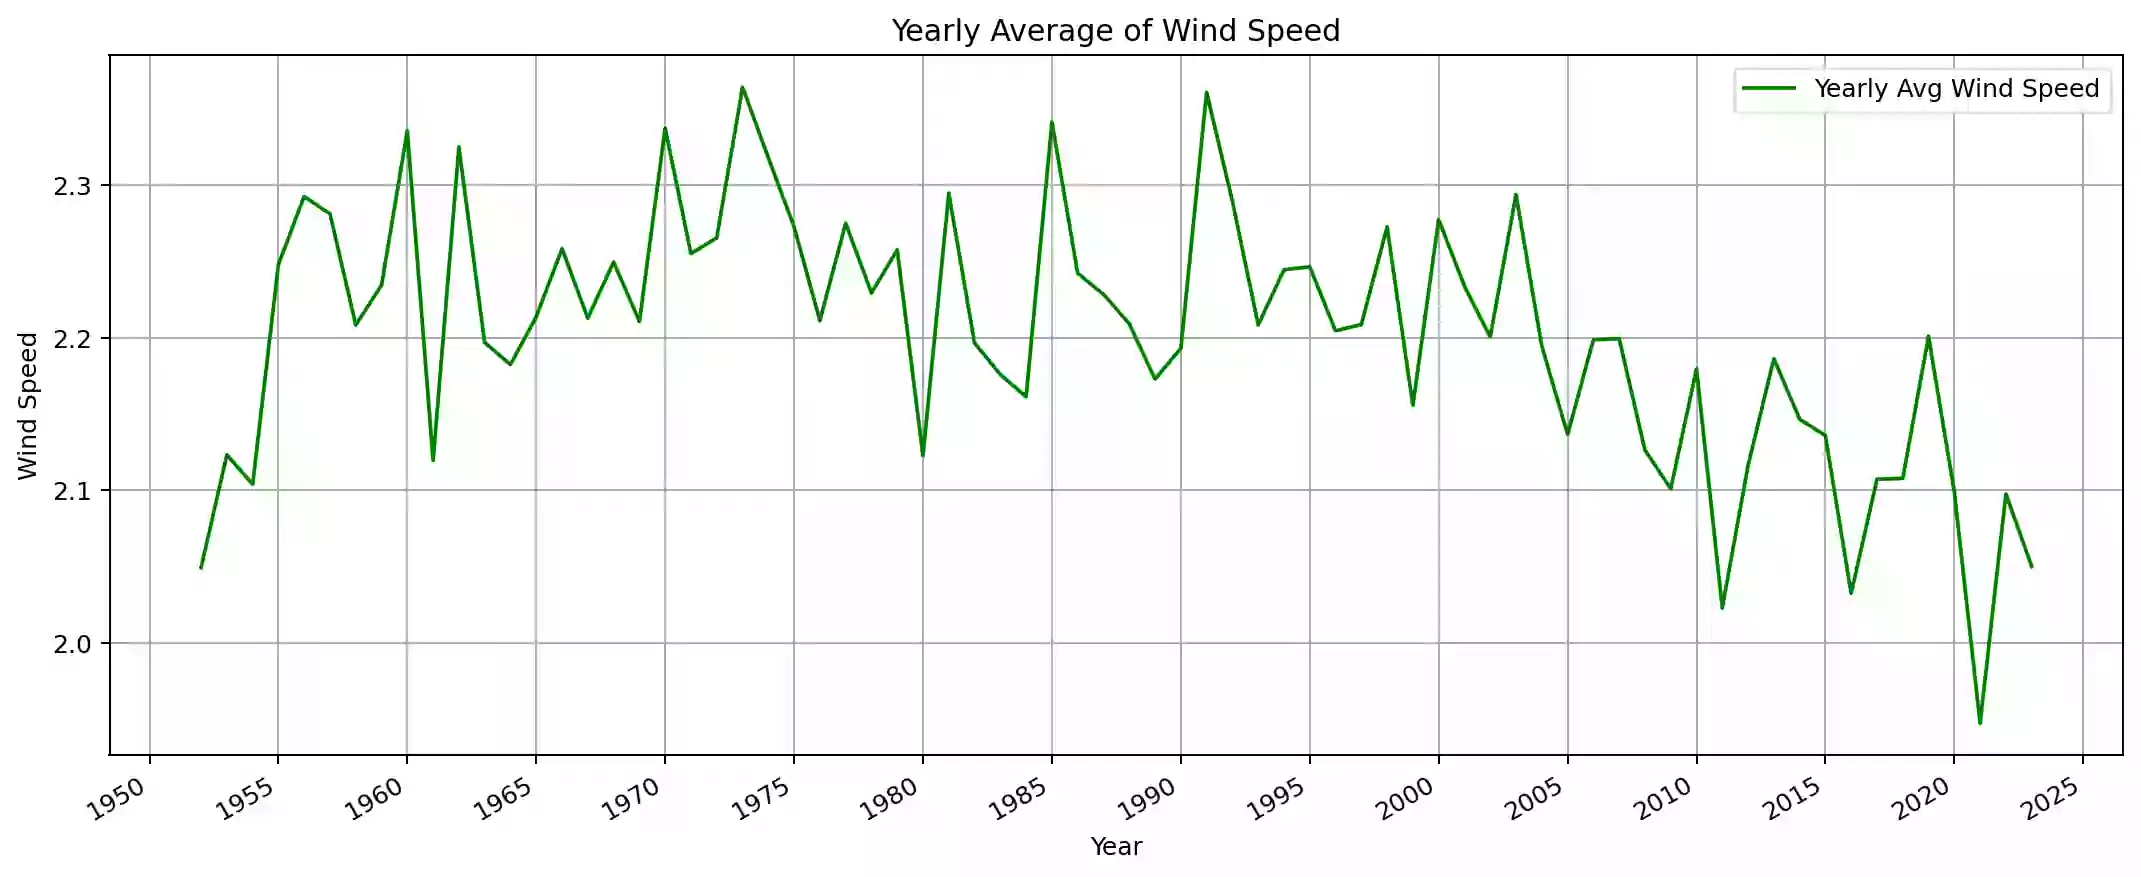 Yearly Average of Wind Speed
Yearly Avg Wind Speed
Wind Speed
2.3
2.2
2.1
2.0
1950 1955 1960 1965 1970 1975 1980 1985 1990 1995 2000 2005 2010 2015 2020 2025
Year